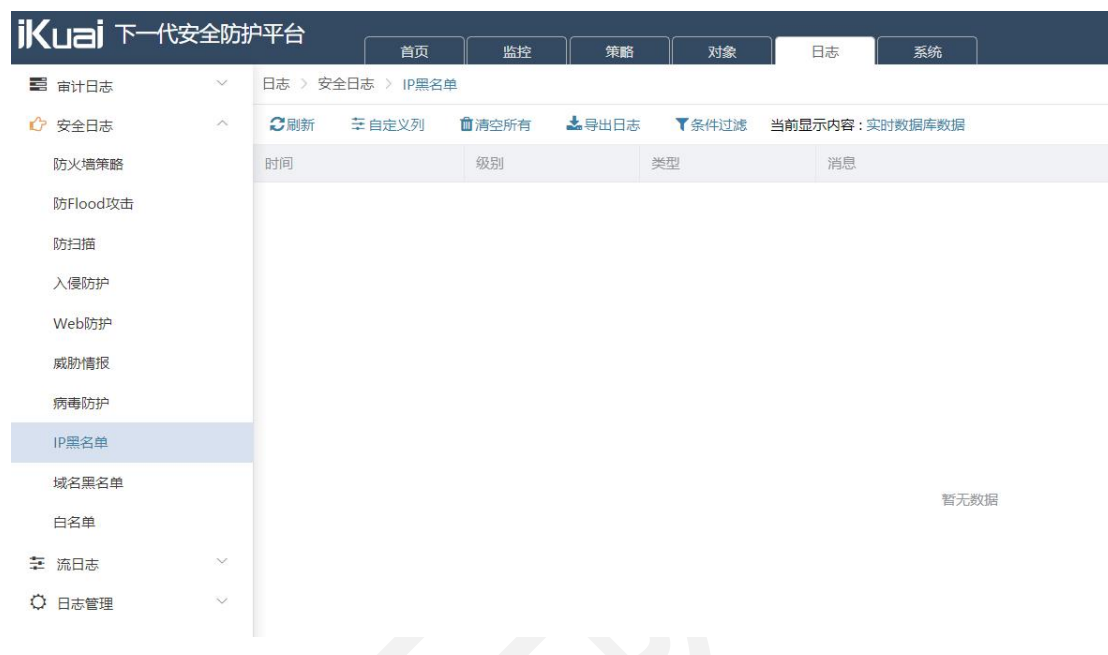 iKuai 下一代安全防护平台
首页 监控 策略 对象 日志 系统
审计日志
安全日志
防火墙策略
防Flood攻击
防扫描
入侵防护
Web防护
威胁情报
病毒防护
IP黑名单
域名黑名单
白名单
流日志
日志管理
日志 > 安全日志 > IP黑名单
刷新 自定义列 清空所有 导出日志 条件过滤 当前显示内容：实时数据库数据
时间 级别 类型 消息
暂无数据